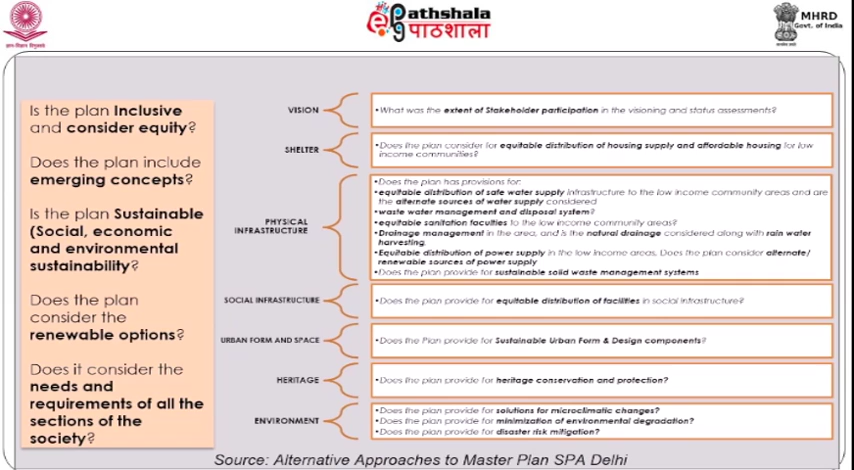 Pathshala
पाठशाला
MHRD
Govt. of India
Is the plan Inclusive
and consider equity?
Does the plan include
emerging concepts?
Is the plan Sustainable
(Social, economic
and environmental
sustainability?
Does the plan
consider the
renewable options?
Does it consider the
needs and
requirements of all the
sections of the
society?
VISION
•What was the extent of Stakeholder participation in the visioning and status assessments?
SHELTER
•Does the plan consider for equitable distribution of housing supply and affordable housing for low
income communities?
PHYSICAL
INFRASTRUCTURE
•Does the plan has provisions for:
•equitable distribution of safe water supply infrastructure to the low income community areas and are
the alternate sources of water supply considered
•waste water management and disposal system?
•equitable sanitation faculties to the low income community areas?
•Drainage management in the area, and is the natural drainage considered along with rain water
harvesting.
•Equitable distribution of power supply in the low income areas. Does the plan consider alternate/
renewable sources of power supply
•Does the plan provide for sustainable solid waste management systems
SOCIAL INFRASTRUCTURE
•Does the plan provide for equitable distribution of facilities in social infrastructure?
URBAN FORM AND SPACE
•Does the Plan provide for Sustainable Urban Form & Design components?
HERITAGE
•Does the plan provide for heritage conservation and protection?
ENVIRONMENT
•Does the plan provide for solutions for microclimatic changes?
•Does the plan provide for minimization of environmental degradation?
•Does the plan provide for disaster risk mitigation?
Source: Alternative Approaches to Master Plan SPA Delhi